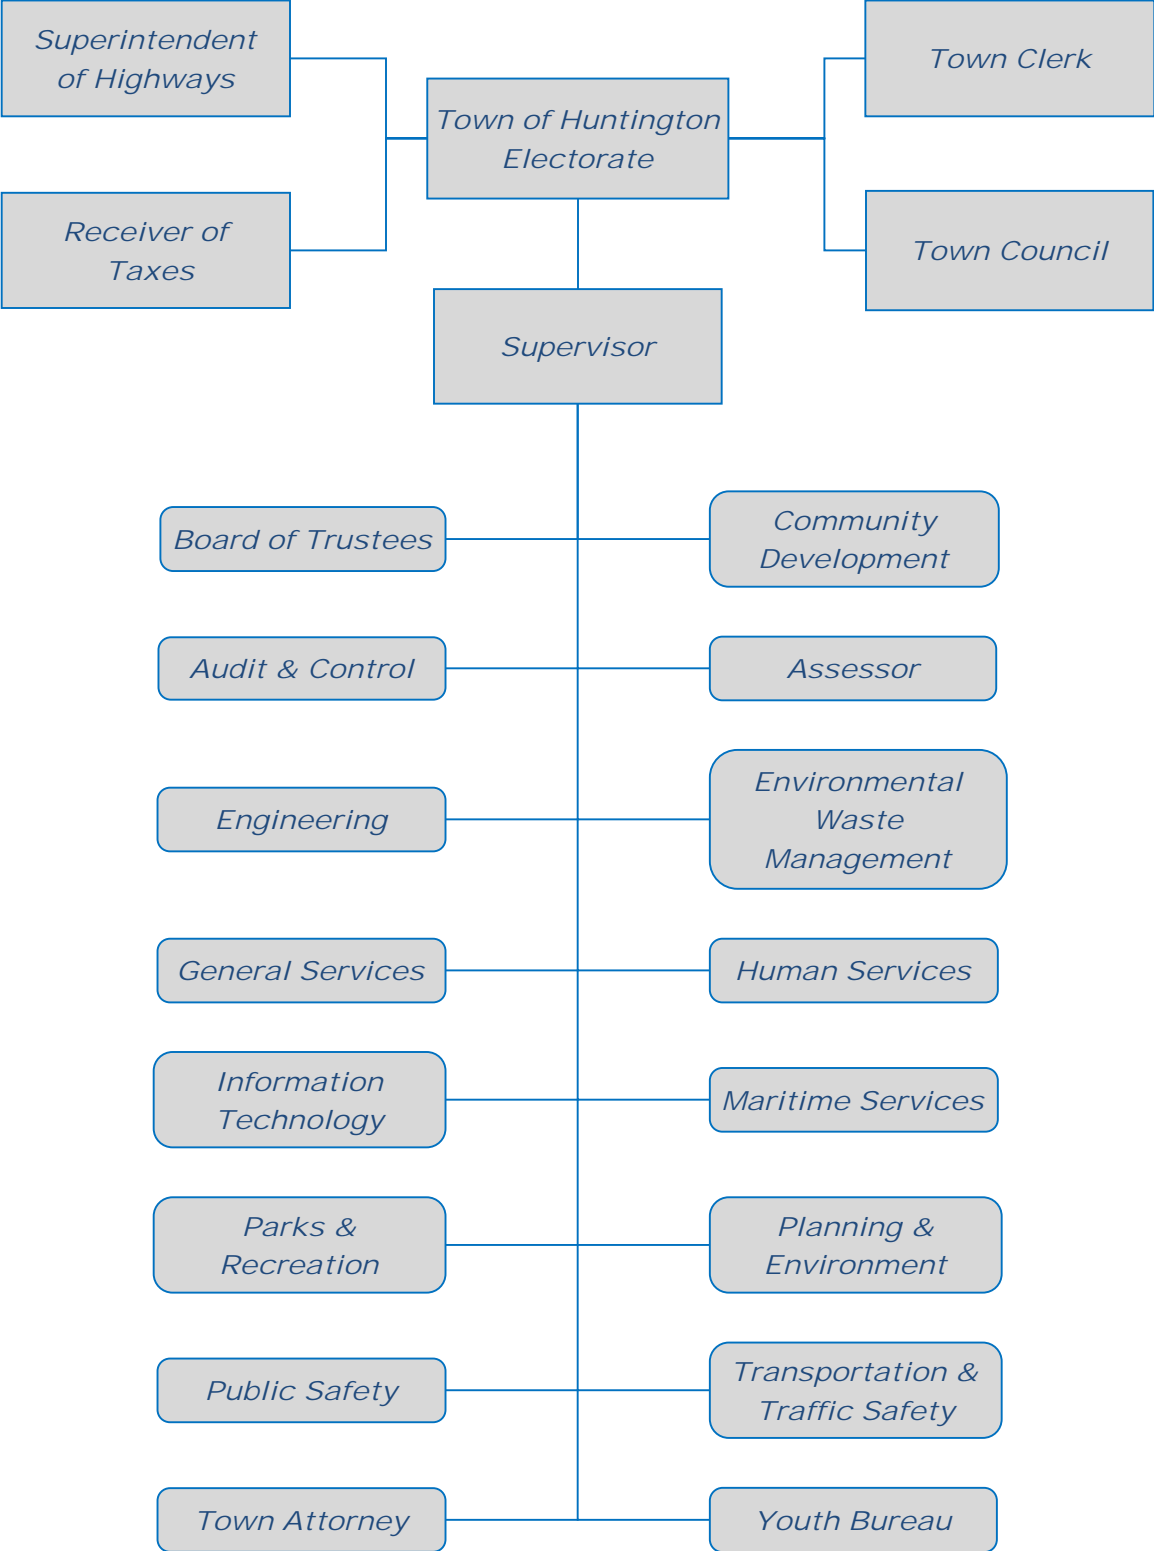 Superintendent
of Highways
Town Clerk
Town of Huntington
Electorate
Receiver of
Taxes
Town Council
Supervisor
Board of Trustees
Community
Development
Audit & Control
Assessor
Engineering
Environmental
Waste
Management
General Services
Human Services
Information
Technology
Maritime Services
Parks &
Recreation
Planning &
Environment
Public Safety
Transportation &
Traffic Safety
Town Attorney
Youth Bureau